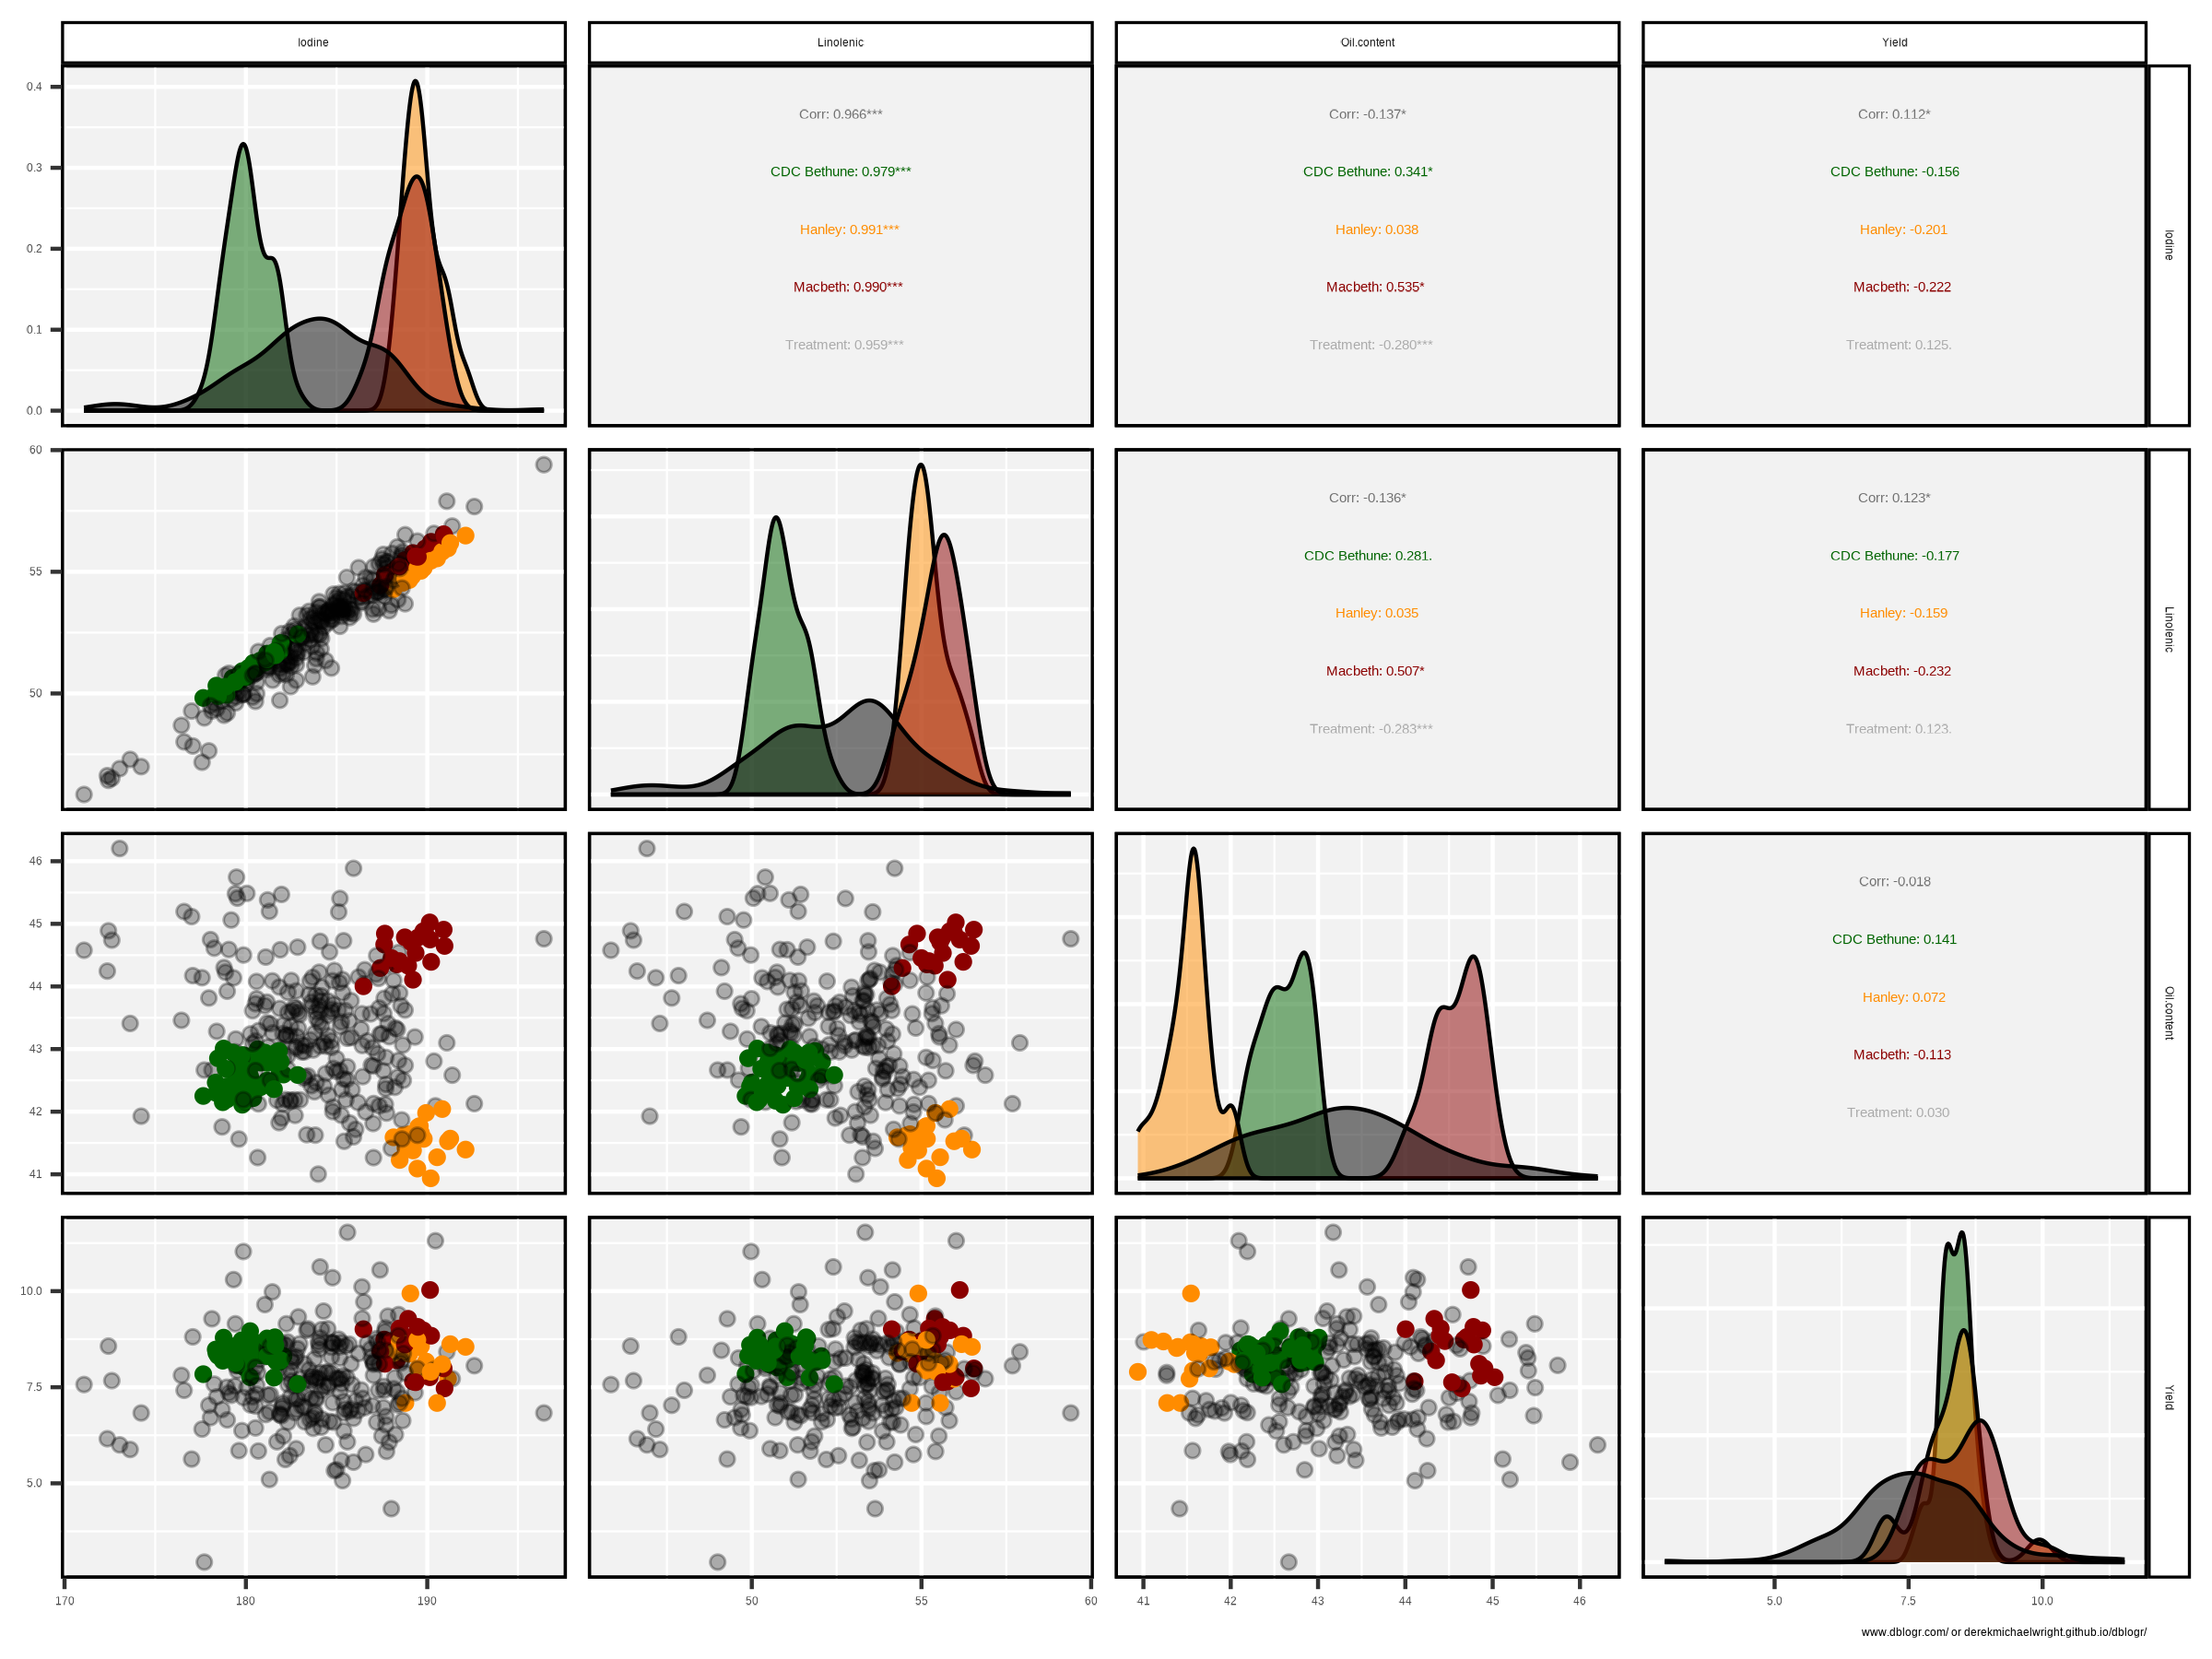 Iodine
Linolenic
Oil.content
Yield
0.4
0.3
0.2
0.1
0.0
Corr: 0.966***
CDC Bethune: 0.979***
Hanley: 0.991***
Macbeth: 0.990***
Treatment: 0.959***
Corr: -0.137*
CDC Bethune: 0.341*
Hanley: 0.038
Macbeth: 0.535*
Treatment: -0.280***
Corr: 0.112*
CDC Bethune: -0.156
Hanley: -0.201
Macbeth: -0.222
Treatment: 0.125.
Iodine
60
55
50
Corr: -0.136*
CDC Bethune: 0.281.
Hanley: 0.035
Macbeth: 0.507*
Treatment: -0.283***
Corr: 0.123*
CDC Bethune: -0.177
Hanley: -0.159
Macbeth: -0.232
Treatment: 0.123.
Linolenic
46
45
44
43
42
41
Corr: -0.018
CDC Bethune: 0.141
Hanley: 0.072
Macbeth: -0.113
Treatment: 0.030
Oil.content
10.0
7.5
5.0
Yield
170
180
190
50
55
60
41
42
43
44
45
46
5.0
7.5
10.0
www.dblogr.com/ or derekmichaelwright.github.io/dblogr/